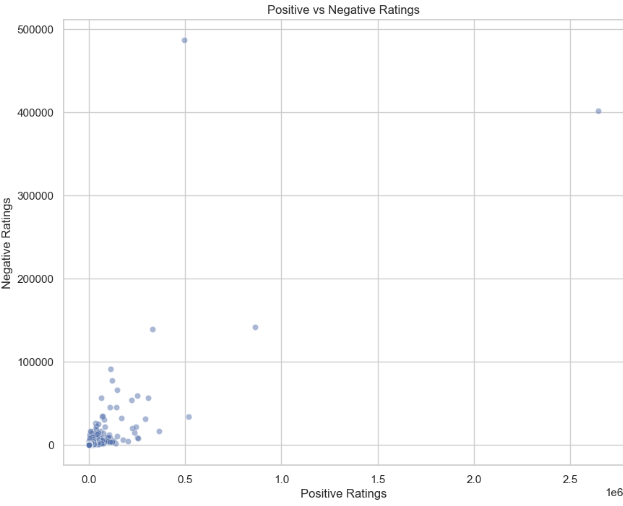 Positive vs Negative Ratings
500000
400000
300000
200000
100000
0
Negative Ratings
0.0 0.5 1.0 1.5 2.0 2.5
1e6
Positive Ratings